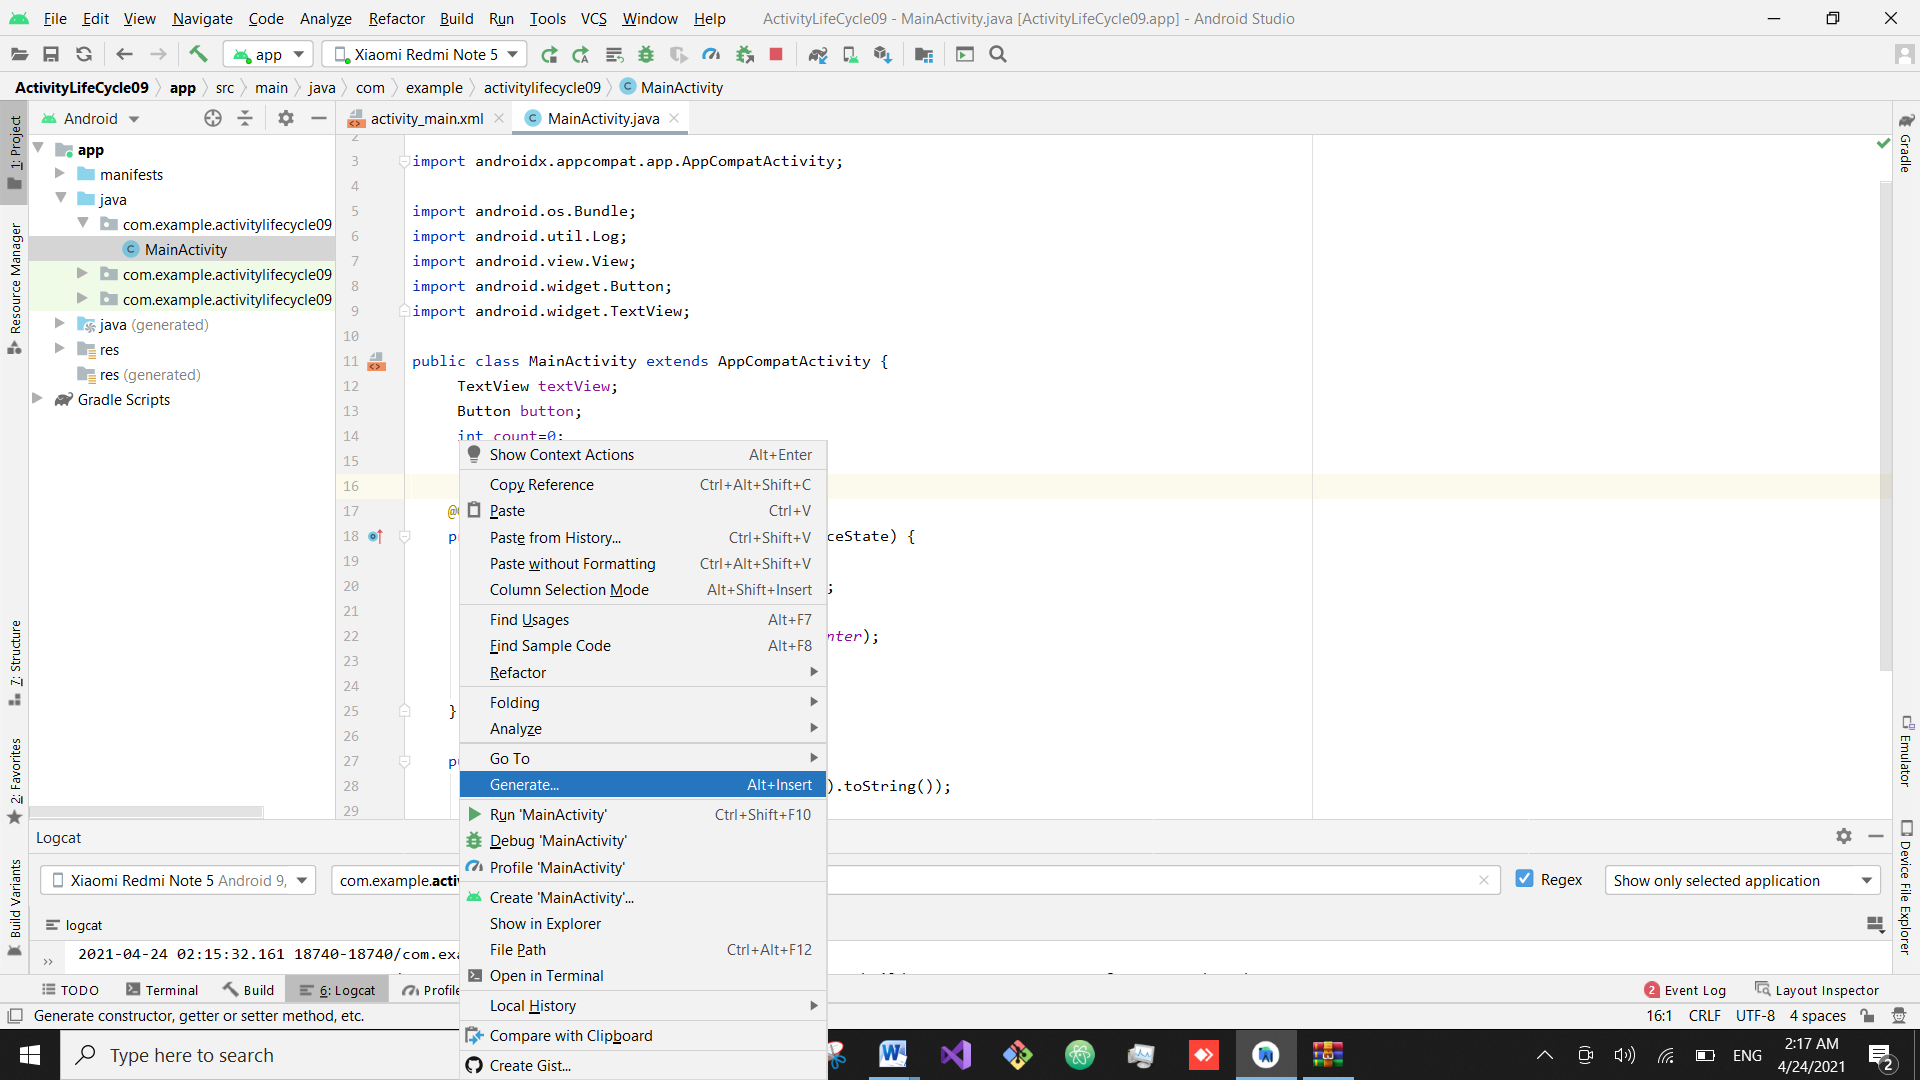 File Edit View Navigate Code Analyze Refactor Build Run Tools VCS Window Help ActivityLifeCycle09 - MainActivity.java [ActivityLifeCycle09.app] - Android Studio
app Xiaomi Redmi Note 5
ActivityLifeCycle09 app src main java com example activitylifecycle09 MainActivity
Android
activity_main.xml MainActivity.java
1: Project
Resource Manager
7: Structure
2: Favorites
Build Variants
app
manifests
java
com.example.activitylifecycle09
MainActivity
com.example.activitylifecycle09
com.example.activitylifecycle09
java (generated)
res
res (generated)
Gradle Scripts
2
3 import androidx.appcompat.app.AppCompatActivity;
4
5 import android.os.Bundle;
6 import android.util.Log;
7 import android.view.View;
8 import android.widget.Button;
9 import android.widget.TextView;
10
11 public class MainActivity extends AppCompatActivity {
12 TextView textView;
13 Button button;
14 int count=0;
15
16
17
18 ceState) {
19
20 ;
21
22 nter);
23
24
25 }
26
27
28 ).toString());
29
Show Context Actions Alt+Enter
Copy Reference Ctrl+Alt+Shift+C
Paste Ctrl+V
Paste from History... Ctrl+Shift+V
Paste without Formatting Ctrl+Alt+Shift+V
Column Selection Mode Alt+Shift+Insert
Find Usages Alt+F7
Find Sample Code Alt+F8
Refactor
Folding
Analyze
Go To
Generate... Alt+Insert
Run 'MainActivity' Ctrl+Shift+F10
Debug 'MainActivity'
Profile 'MainActivity'
Create 'MainActivity'...
Show in Explorer
File Path Ctrl+Alt+F12
Open in Terminal
Local History
Compare with Clipboard
Create Gist...
Gradle
Emulator
Device File Explorer
Logcat
Xiaomi Redmi Note 5 Android 9, com.example.activ Regex Show only selected application
logcat
2021-04-24 02:15:32.161 18740-18740/com.exa
TODO Terminal Build 6: Logcat Profile 2 Event Log Layout Inspector
Generate constructor, getter or setter method, etc. 16:1 CRLF UTF-8 4 spaces
Type here to search ENG 2:17 AM
4/24/2021 2